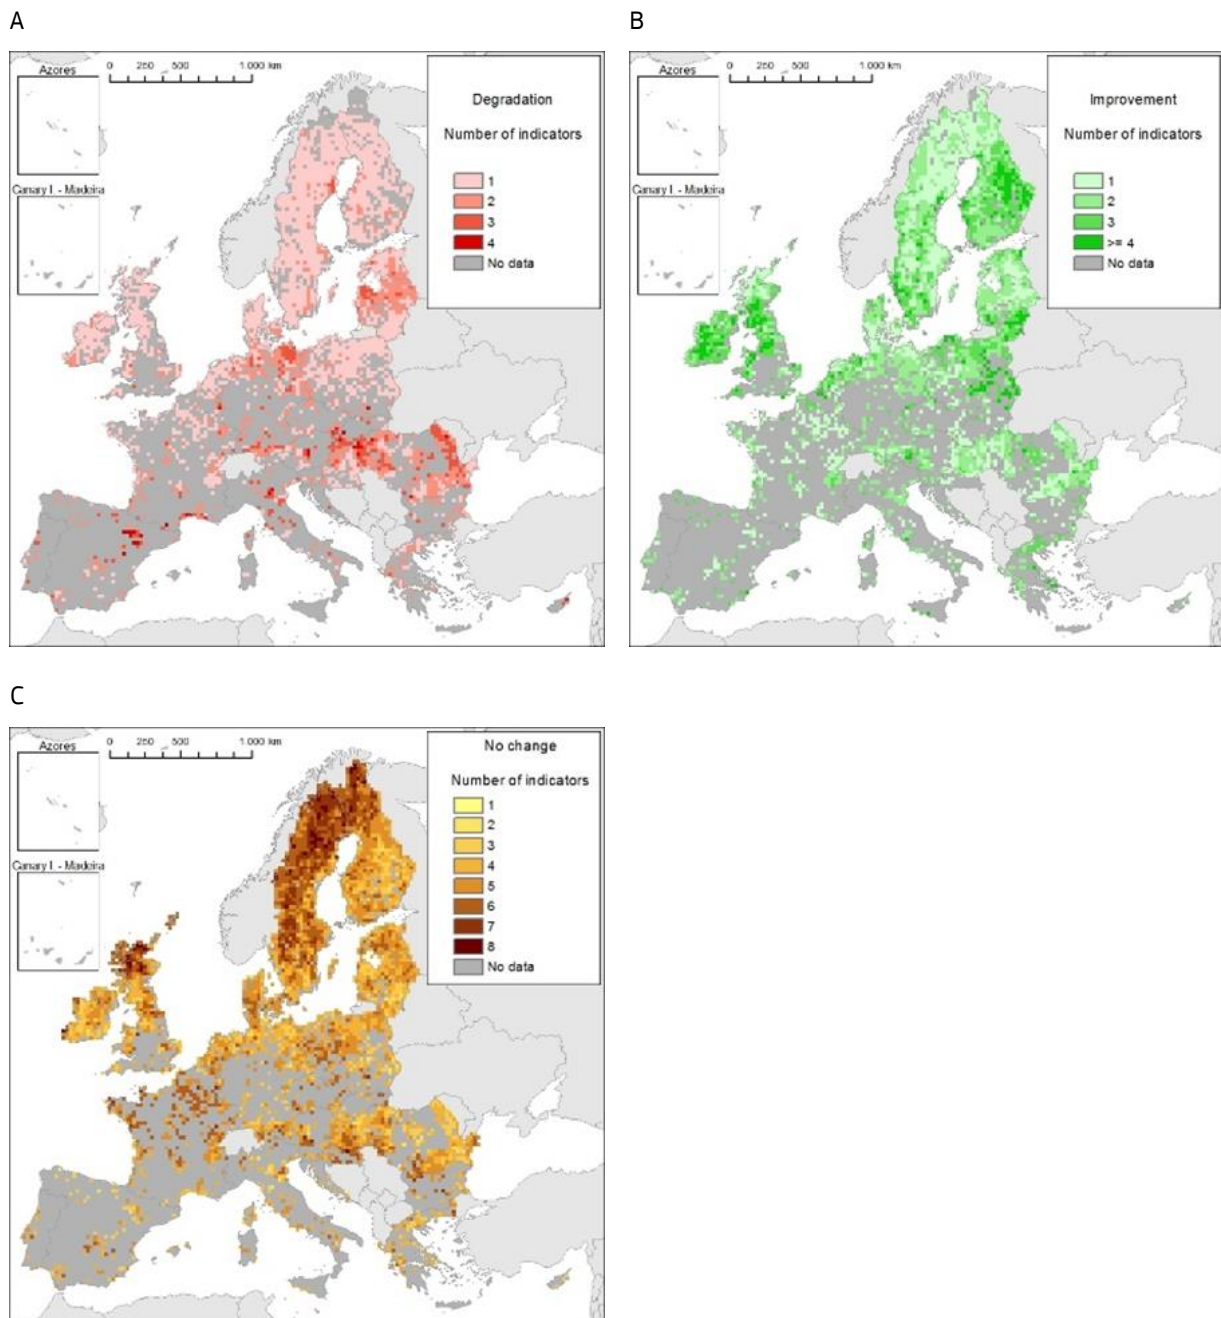 A
B
Azores
0 250 500 1.000 km
Canary I. - Madeira
Degradation
Number of indicators
1
2
3
4
No data
Azores
0 250 500 1.000 km
Canary I. - Madeira
Improvement
Number of indicators
1
2
3
>= 4
No data
C
Azores
0 250 500 1.000 km
Canary I. - Madeira
No change
Number of indicators
1
2
3
4
5
6
7
8
No data